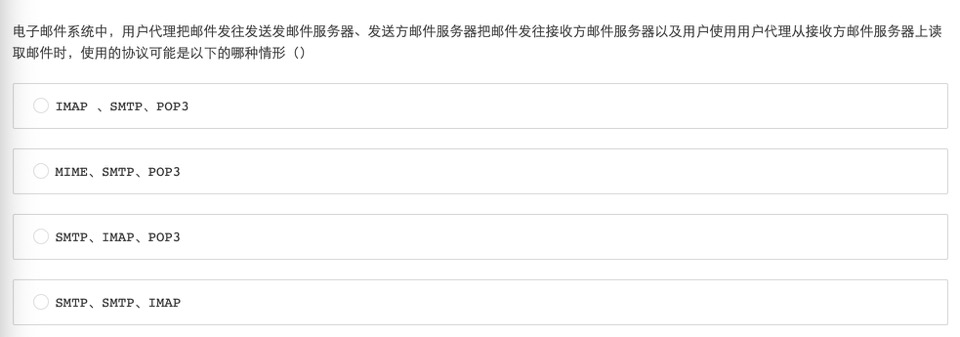 电子邮件系统中，用户代理把邮件发往发送发邮件服务器、发送方邮件服务器把邮件发往接收方邮件服务器以及用户使用用户代理从接收方邮件服务器上读
取邮件时，使用的协议可能是以下的哪种情形（）
IMAP 、SMTP、POP3
MIME、SMTP、POP3
SMTP、IMAP、POP3
SMTP、SMTP、IMAP